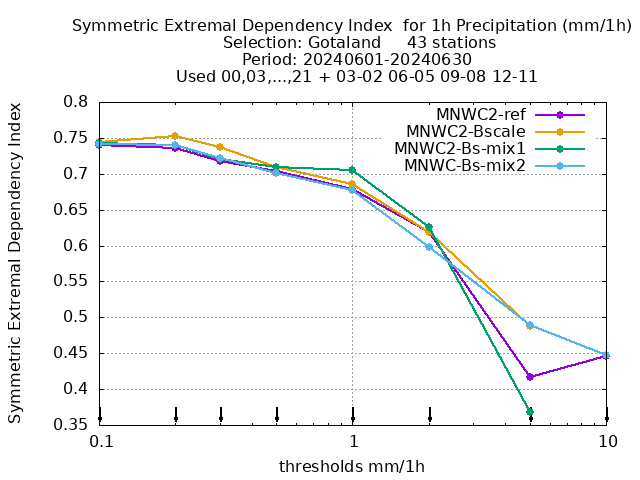 Symmetric Extremal Dependency Index  for 1h Precipitation (mm/1h)
Selection: Gotaland     43 stations
Period: 20240601-20240630
Used 00,03,...,21 + 03-02 06-05 09-08 12-11
Symmetric Extremal Dependency Index
0.8
0.75
0.7
0.65
0.6
0.55
0.5
0.45
0.4
0.35
MNWC2-ref
MNWC2-Bscale
MNWC2-Bs-mix1
MNWC-Bs-mix2
0.1
1
10
thresholds mm/1h